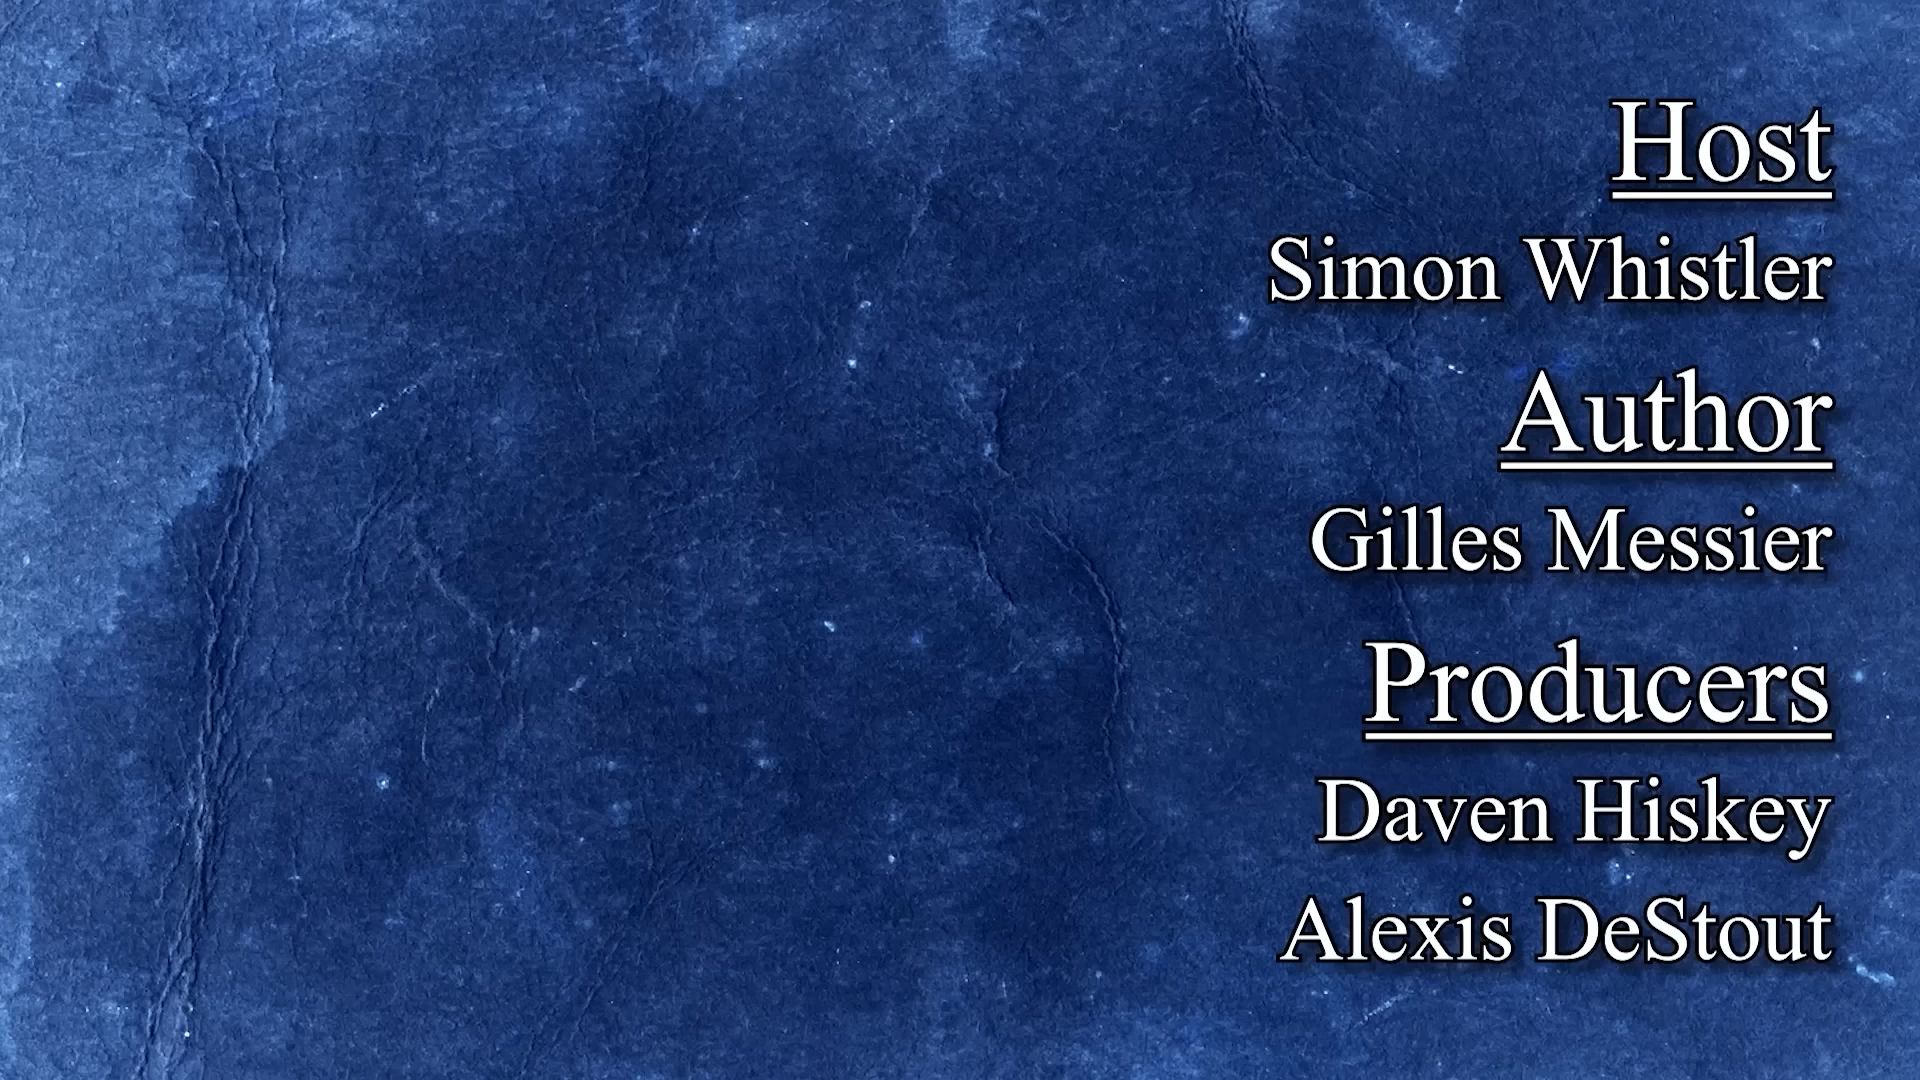 Host
Simon Whistler
Author
Gilles Messier
Producers
Daven Hiskey
Alexis DeStout